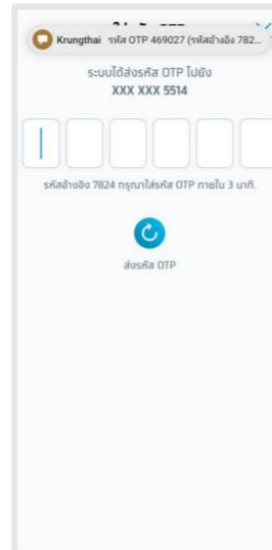 Krungthai รหัส OTP 469027 (รหัสอ้างอิง 782...
ระบบได้ส่งรหัส OTP ไปยัง
XXX XXX 5514
รหัสอ้างอิง 7824 กรุณาใส่รหัส OTP ภายใน 3 นาที.
ส่งรหัส OTP